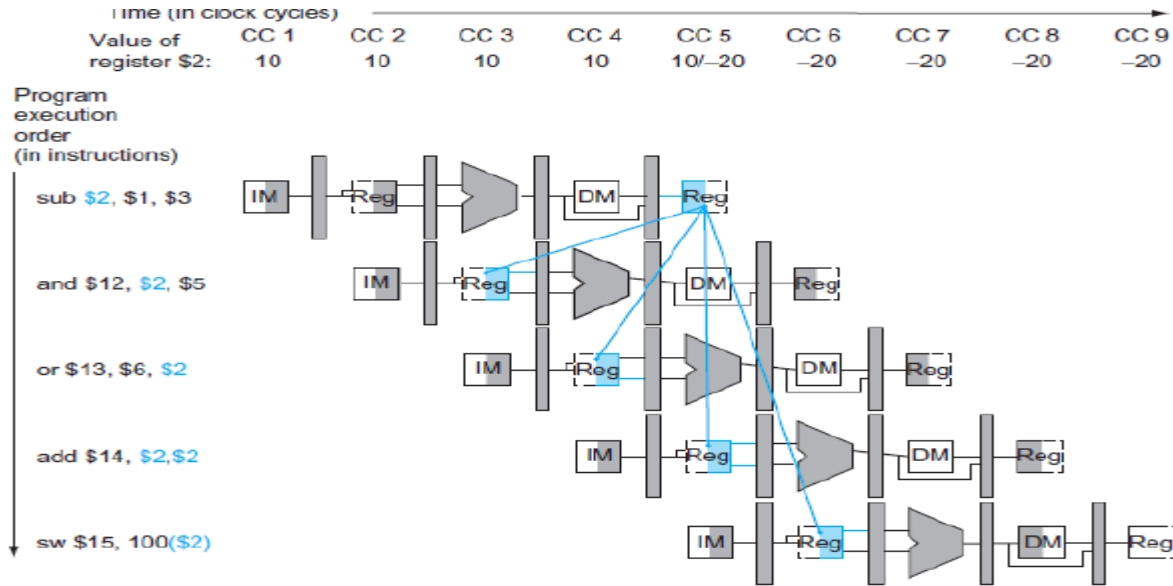 Time (in clock cycles)
Value of register $2: CC 1 CC 2 CC 3 CC 4 CC 5 CC 6 CC 7 CC 8 CC 9
10 10 10 10 10/–20 –20 –20 –20 –20
Program
execution
order
(in instructions)
sub $2, $1, $3 IM Reg DM Reg
and $12, $2, $5 IM Reg DM Reg
or $13, $6, $2 IM Reg DM Reg
add $14, $2,$2 IM Reg DM Reg
sw $15, 100($2) IM Reg DM Reg